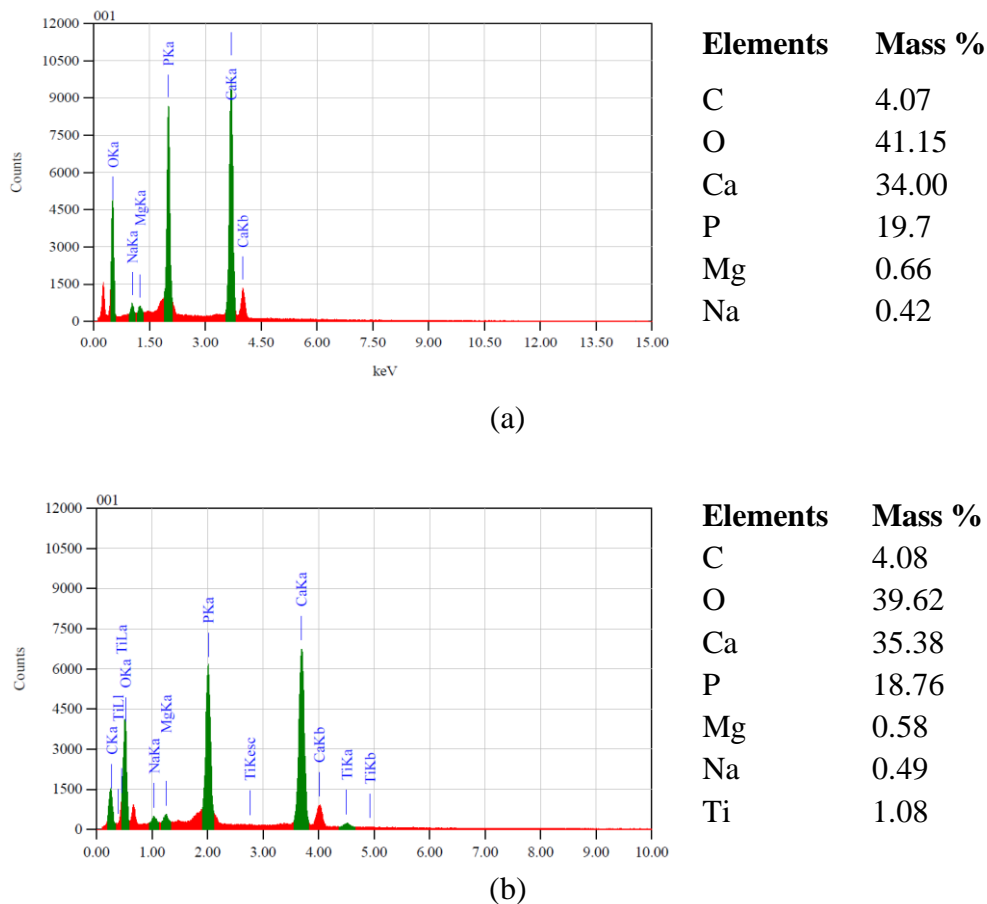 001
12000
10500
9000
7500
6000
4500
3000
1500
0
Counts
OKa
NaKa
MgKa
PKa
CaKa
CaKb
0.00 1.50 3.00 4.50 6.00 7.50 9.00 10.50 12.00 13.50 15.00
keV
Elements Mass %
C 4.07
O 41.15
Ca 34.00
P 19.7
Mg 0.66
Na 0.42
(a)
001
12000
10500
9000
7500
6000
4500
3000
1500
0
Counts
CKa
TiLl
OKa TiLa
NaKa
MgKa
PKa
TiKesc
CaKa
CaKb
TiKa
TiKb
0.00 1.00 2.00 3.00 4.00 5.00 6.00 7.00 8.00 9.00 10.00
Elements Mass %
C 4.08
O 39.62
Ca 35.38
P 18.76
Mg 0.58
Na 0.49
Ti 1.08
(b)